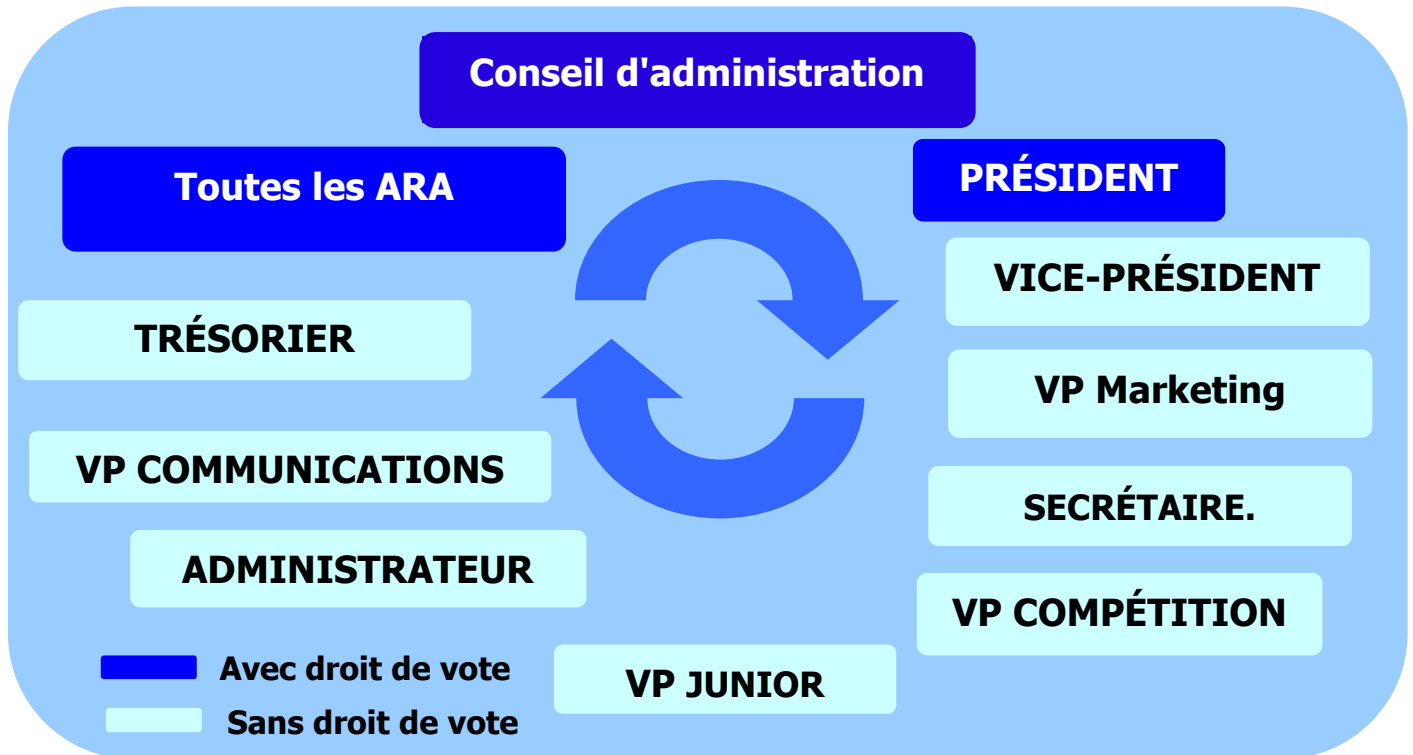 Conseil d'administration
Toutes les ARA
PRÉSIDENT
VICE-PRÉSIDENT
TRÉSORIER
VP Marketing
VP COMMUNICATIONS
SECRÉTAIRE.
ADMINISTRATEUR
VP COMPÉTITION
Avec droit de vote
VP JUNIOR
Sans droit de vote